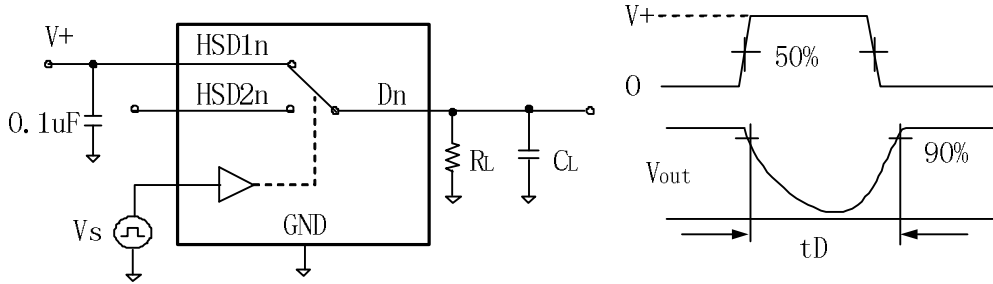 V+
HSD1n
HSD2n
Dn
0.1uF
RL
CL
Vs
GND
V+
50%
0
90%
Vout
tD